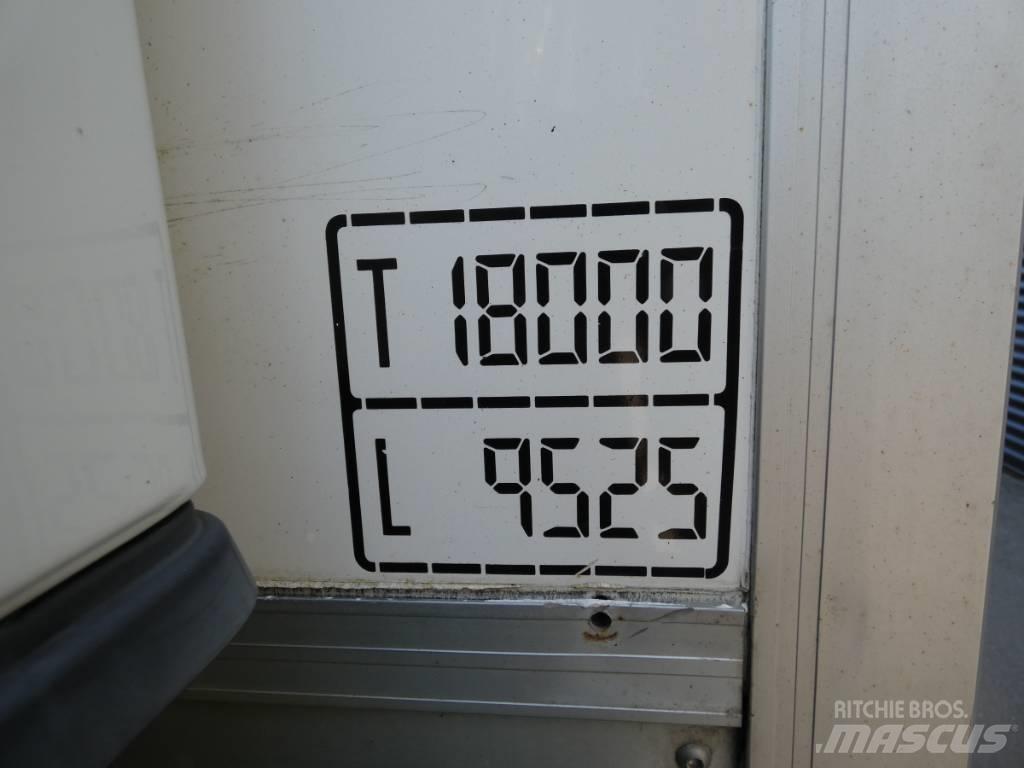 T 18000
L 9525
RITCHIE BROS.
MASCUS